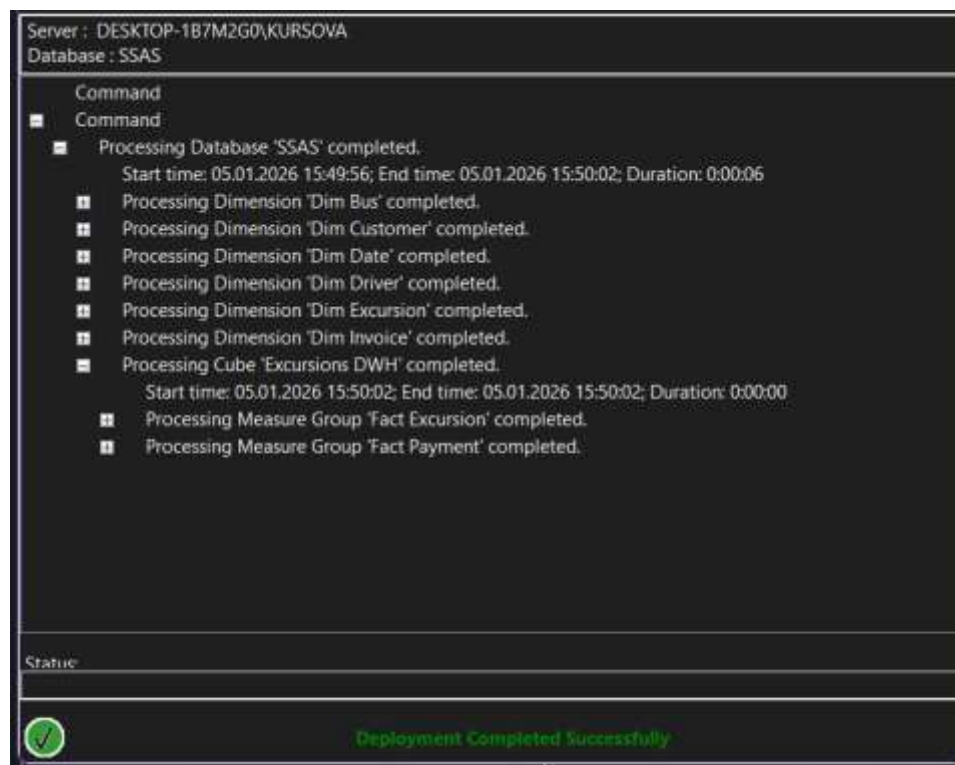 Server : DESKTOP-1B7M2G0\KURSOVA
Database : SSAS
Command
Command
Processing Database 'SSAS' completed.
Start time: 05.01.2026 15:49:56; End time: 05.01.2026 15:50:02; Duration: 0:00:06
Processing Dimension 'Dim Bus' completed.
Processing Dimension 'Dim Customer' completed.
Processing Dimension 'Dim Date' completed.
Processing Dimension 'Dim Driver' completed.
Processing Dimension 'Dim Excursion' completed.
Processing Dimension 'Dim Invoice' completed.
Processing Cube 'Excursions DWH' completed.
Start time: 05.01.2026 15:50:02; End time: 05.01.2026 15:50:02; Duration: 0:00:00
Processing Measure Group 'Fact Excursion' completed.
Processing Measure Group 'Fact Payment' completed.
Status:
Deployment Completed Successfully